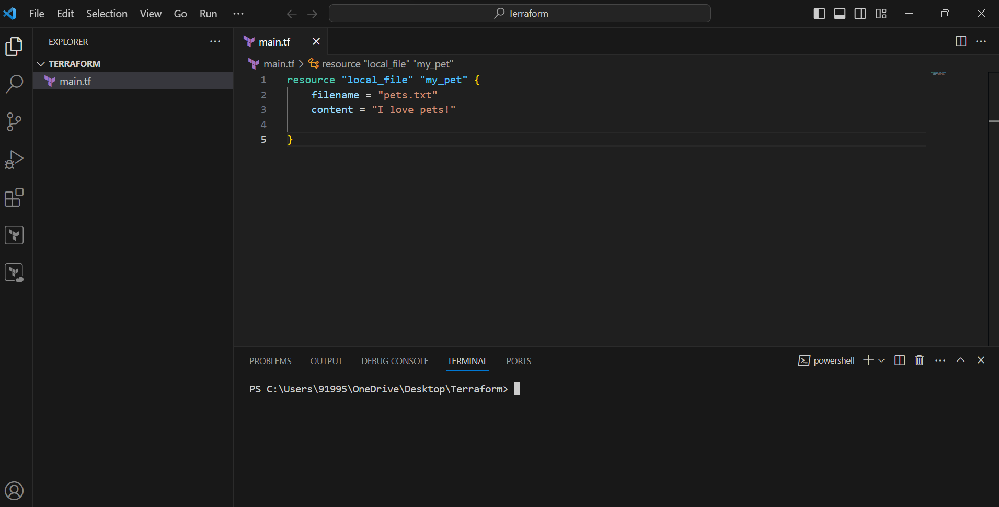 File Edit Selection View Go Run ··· Terraform
EXPLORER ···
TERRAFORM
main.tf
main.tf
main.tf > resource "local_file" "my_pet"
1 resource "local_file" "my_pet" {
2 filename = "pets.txt"
3 content = "I love pets!"
4
5 }
PROBLEMS OUTPUT DEBUG CONSOLE TERMINAL PORTS powershell
PS C:\Users\91995\OneDrive\Desktop\Terraform>